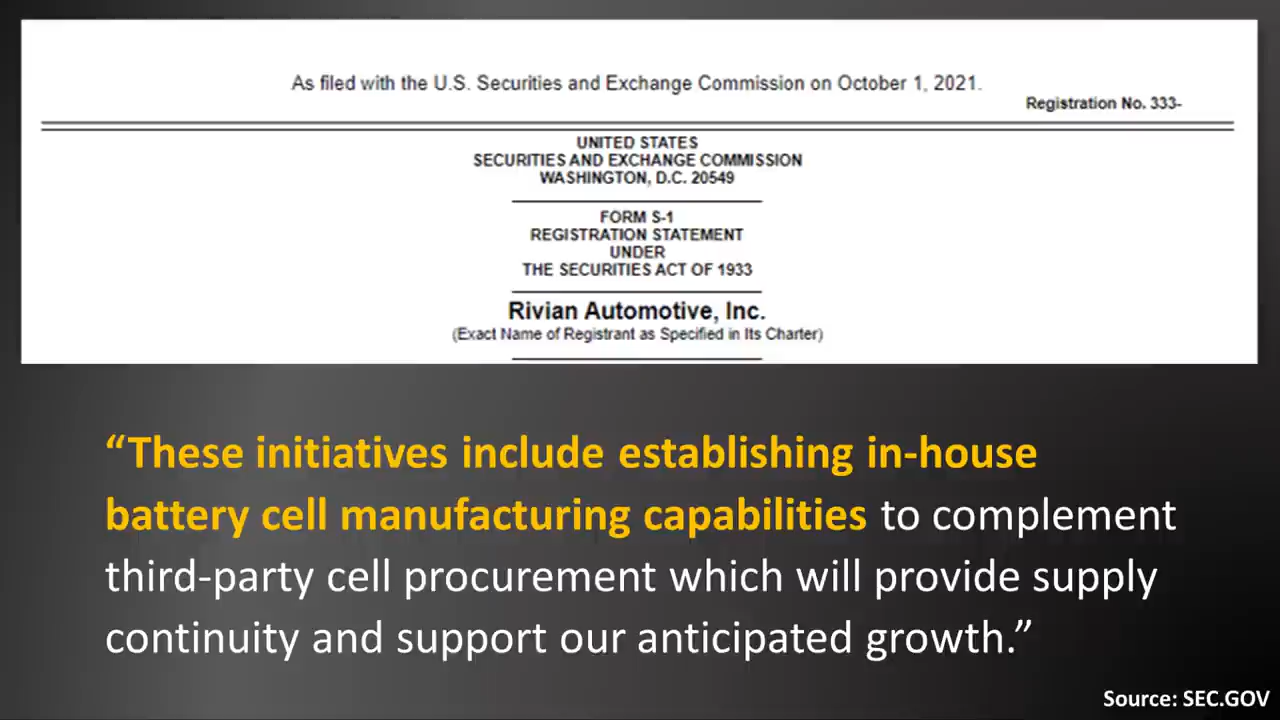 As filed with the U.S. Securities and Exchange Commission on October 1, 2021.
Registration No. 333-
UNITED STATES
SECURITIES AND EXCHANGE COMMISSION
WASHINGTON, D.C. 20549
FORM S-1
REGISTRATION STATEMENT
UNDER
THE SECURITIES ACT OF 1933
Rivian Automotive, Inc.
(Exact Name of Registrant as Specified in Its Charter)
“These initiatives include establishing in-house
battery cell manufacturing capabilities to complement
third-party cell procurement which will provide supply
continuity and support our anticipated growth.”
Source: SEC.GOV